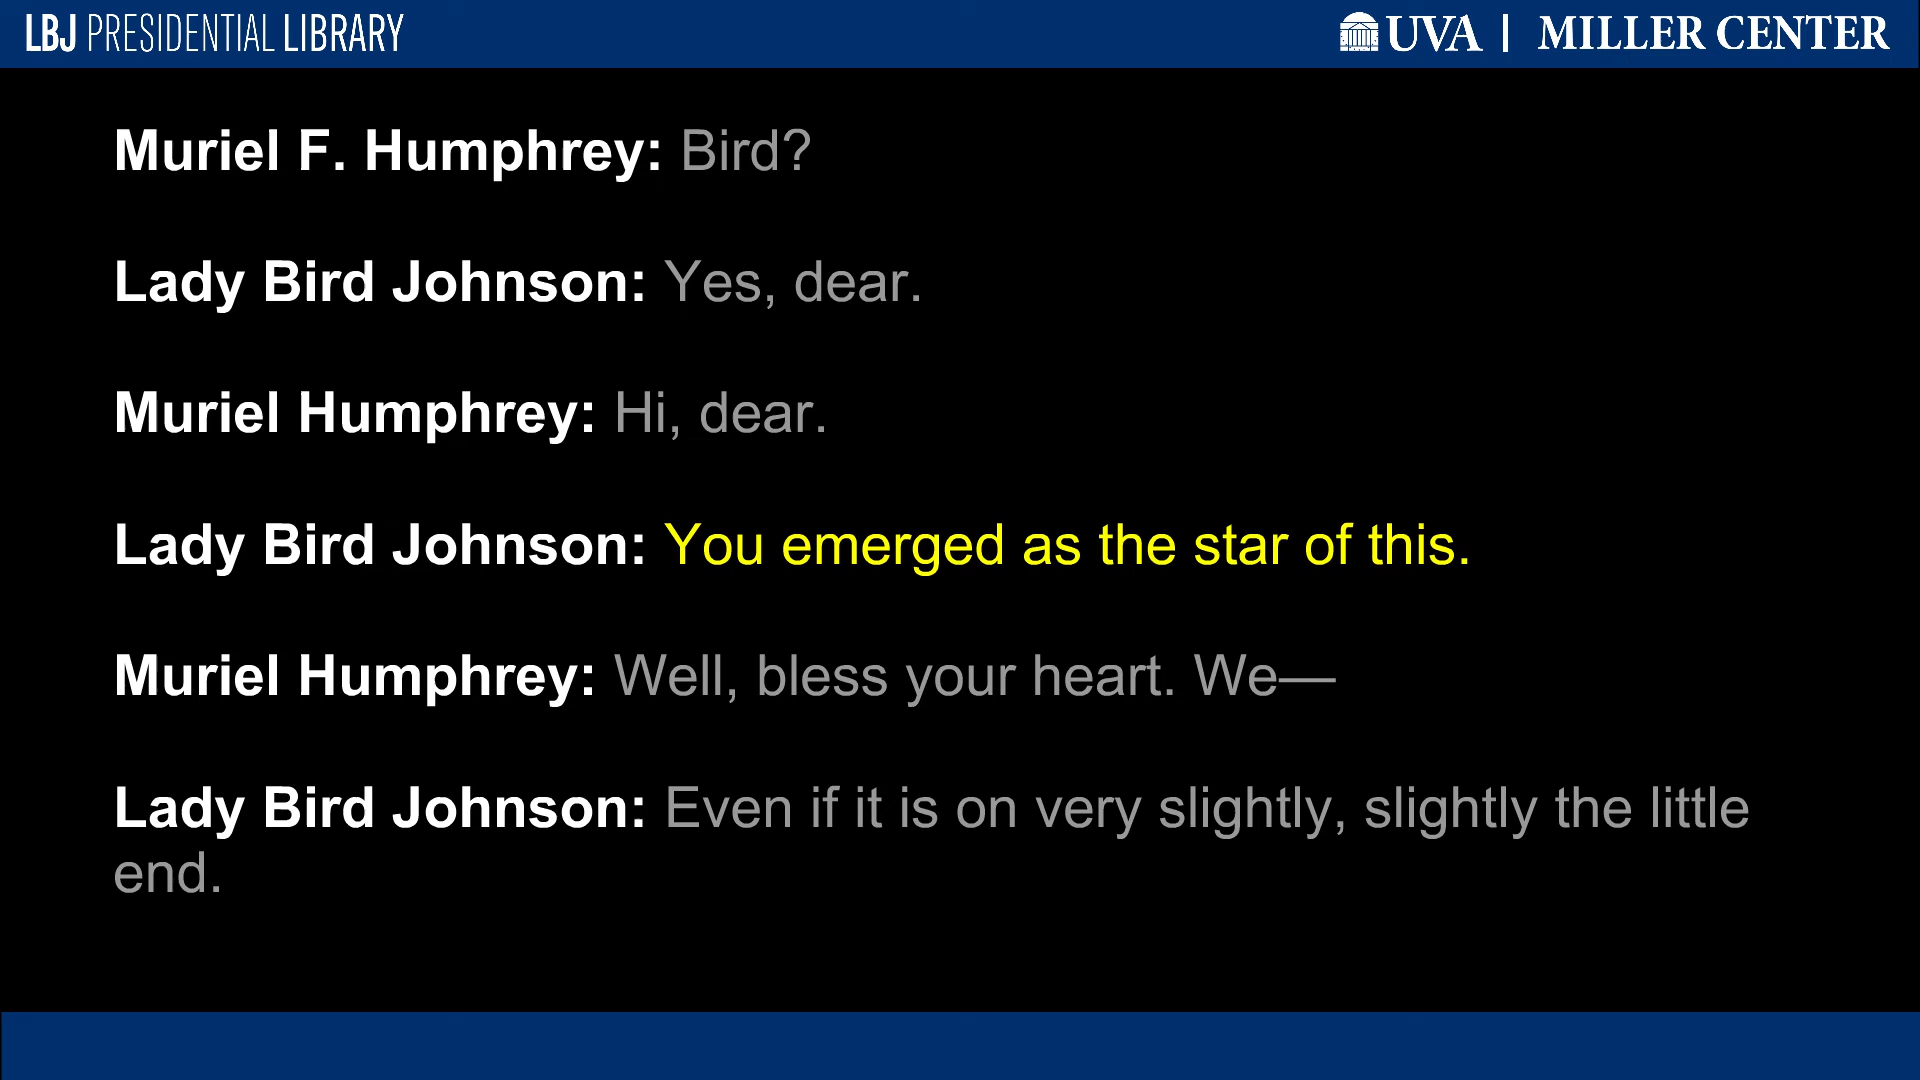 LBJ PRESIDENTIAL LIBRARY
UVA | MILLER CENTER
Muriel F. Humphrey: Bird?
Lady Bird Johnson: Yes, dear.
Muriel Humphrey: Hi, dear.
Lady Bird Johnson: You emerged as the star of this.
Muriel Humphrey: Well, bless your heart. We—
Lady Bird Johnson: Even if it is on very slightly, slightly the little
end.